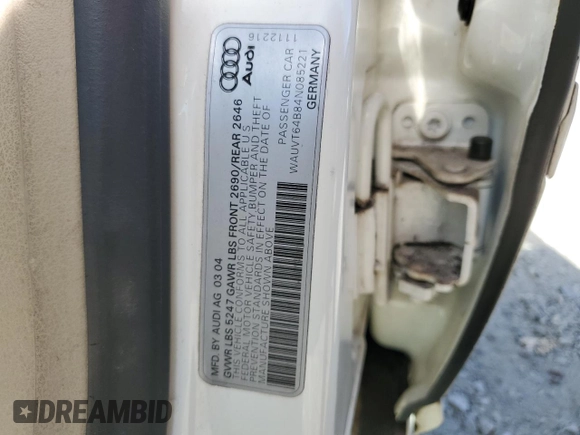 MFD. BY AUDI AG 03 04
GVWR LBS 5247 GAWR LBS FRONT 2690/REAR 2646
THIS VEHICLE CONFORMS TO ALL APPLICABLE U S
FEDERAL MOTOR VEHICLE SAFETY BUMPER AND THEFT
PREVENTION STANDARDS IN EFFECT ON THE DATE OF
MANUFACTURE SHOWN ABOVE
PASSENGER CAR
WAUVT64B84N085221
GERMANY
Audi
1112216
DREAMBID